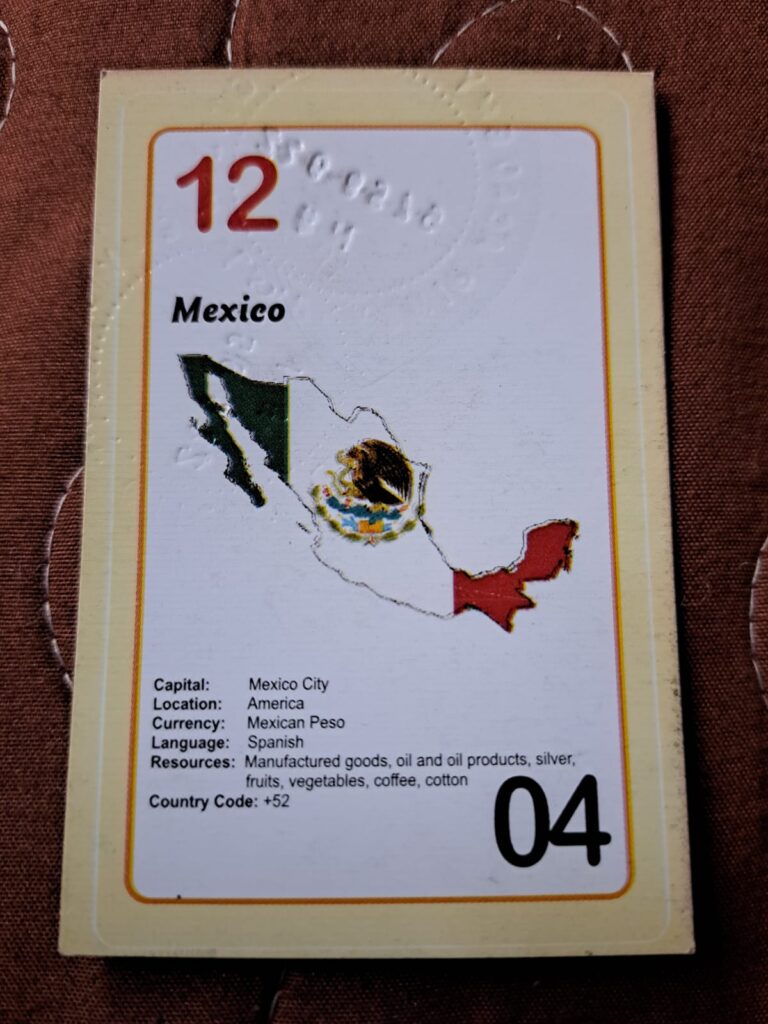 12
Mexico
Capital: Mexico City
Location: America
Currency: Mexican Peso
Language: Spanish
Resources: Manufactured goods, oil and oil products, silver,
fruits, vegetables, coffee, cotton
Country Code: +52
04